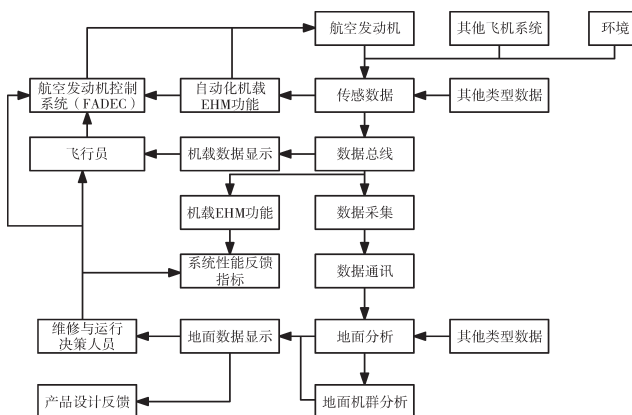 航空发动机
其他飞机系统
环境
航空发动机控制
系统（FADEC）
自动化机载
EHM功能
传感数据
其他类型数据
飞行员
机载数据显示
数据总线
机载EHM功能
数据采集
系统性能反馈
指标
数据通讯
维修与运行
决策人员
地面数据显示
地面分析
其他类型数据
产品设计反馈
地面机群分析